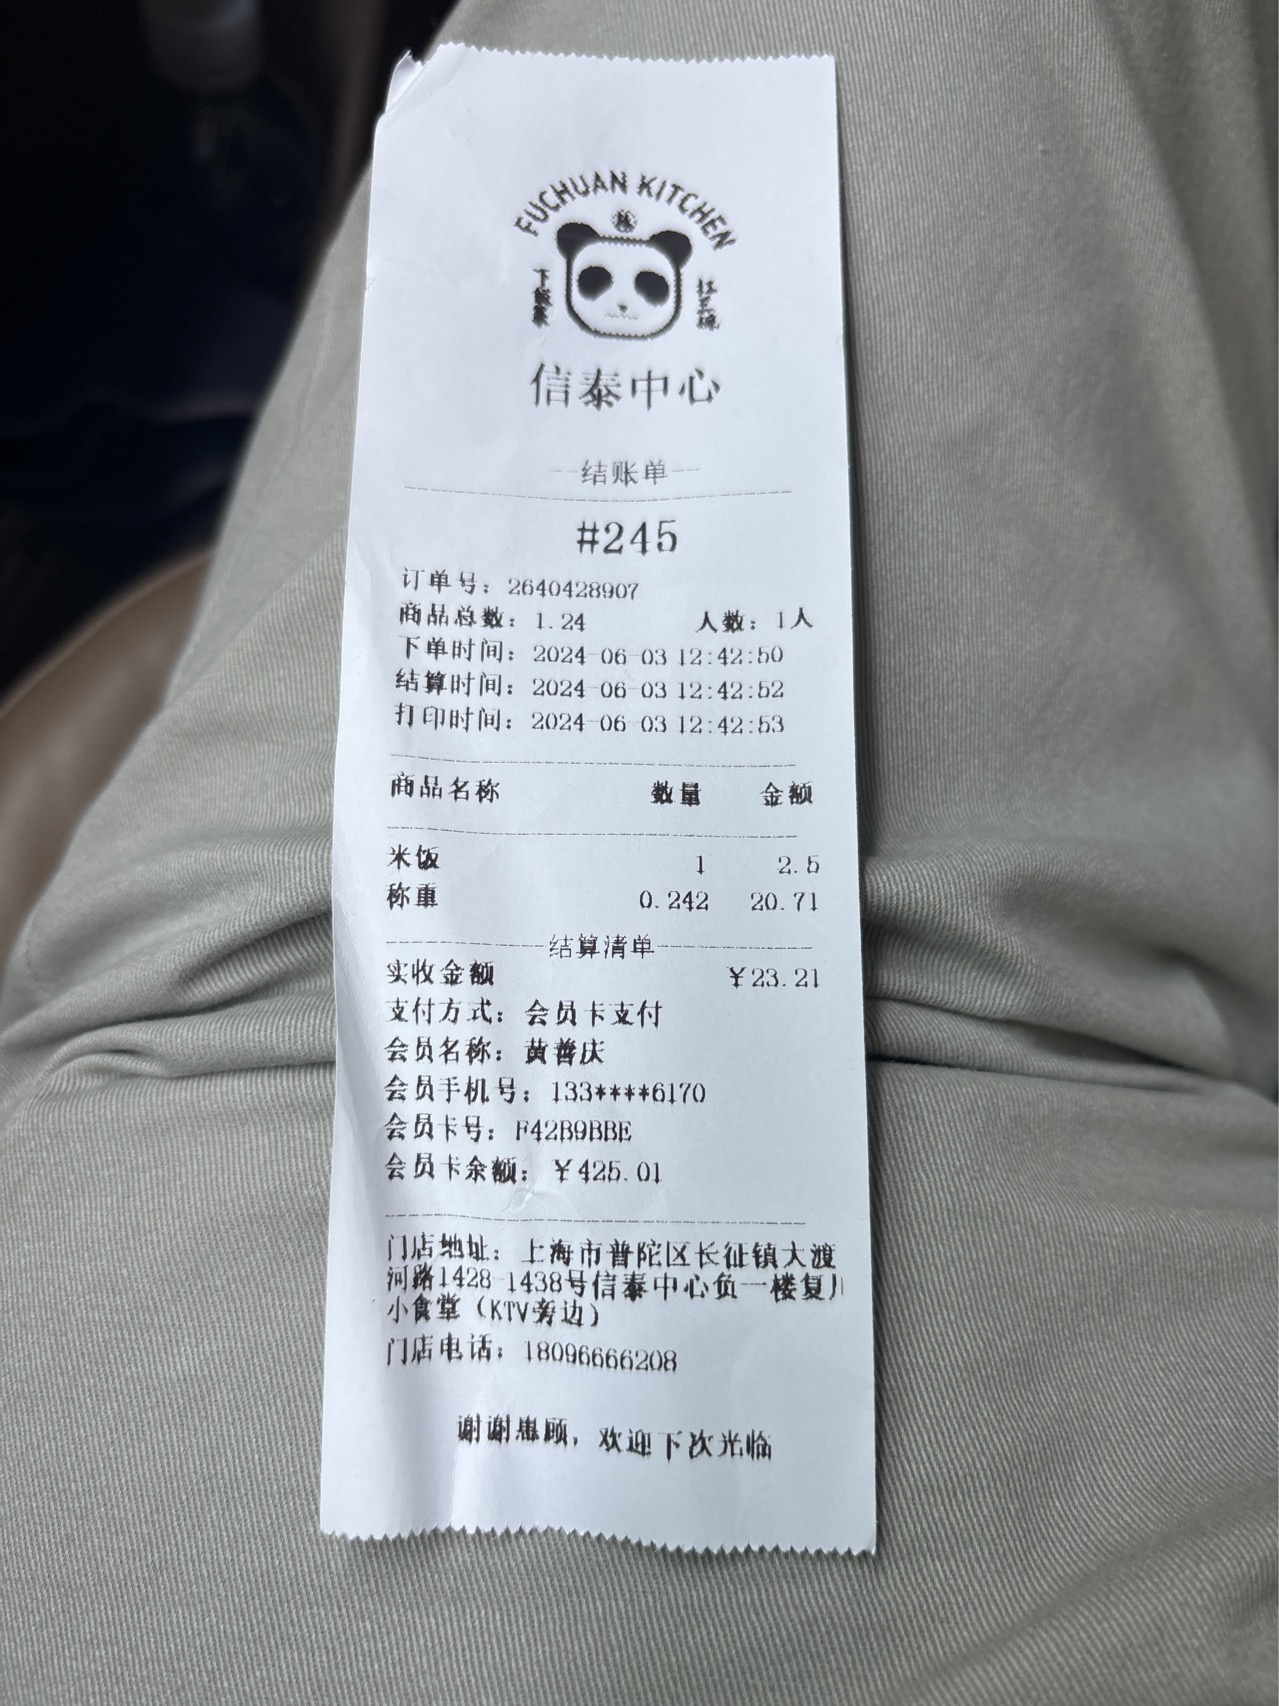 FUCHUAN KITCHEN
下饭菜
扛三碗
信泰中心
结账单
#245
订单号：2640428907
商品总数：1.24 人数：1人
下单时间：2024-06-03 12:42:50
结算时间：2024-06-03 12:42:52
打印时间：2024-06-03 12:42:53
商品名称 数量 金额
米饭 1 2.5
称重 0.242 20.71
结算清单
实收金额 ￥23.21
支付方式：会员卡支付
会员名称：黄善庆
会员手机号：133****6170
会员卡号：F42B9BBE
会员卡余额：￥425.01
门店地址：上海市普陀区长征镇大渡
河路1428-1438号信泰中心负一楼复川
小食堂（KTV旁边）
门店电话：18096666208
谢谢惠顾，欢迎下次光临